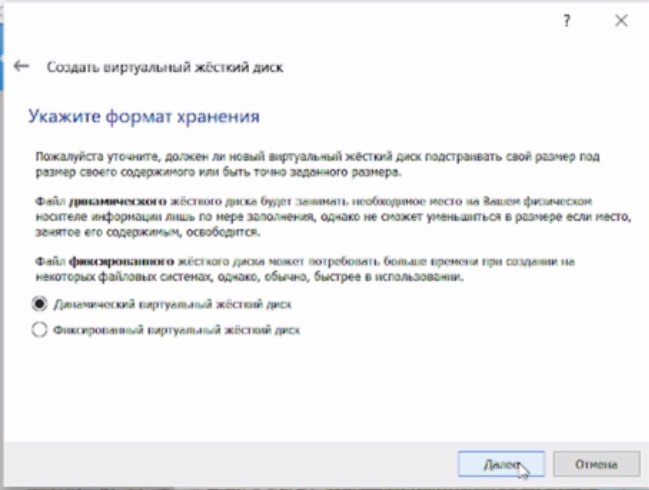 ?
Создать виртуальный жёсткий диск
Укажите формат хранения
Пожалуйста уточните, должен ли новый виртуальный жёсткий диск подстраивать свой размер под
размер своего содержимого или быть точно заданного размера.
Файл динамического жёсткого диска будет занимать необходимое место на Вашем физическом
носителе информации лишь по мере заполнения, однако не сможет уменьшиться в размере если место,
занятое его содержимым, освободится.
Файл фиксированного жёсткого диска может потребовать больше времени при создании на
некоторых файловых системах, однако, обычно, быстрее в использовании.
Динамический виртуальный жёсткий диск
Фиксированный виртуальный жёсткий диск
Далее
Отмена